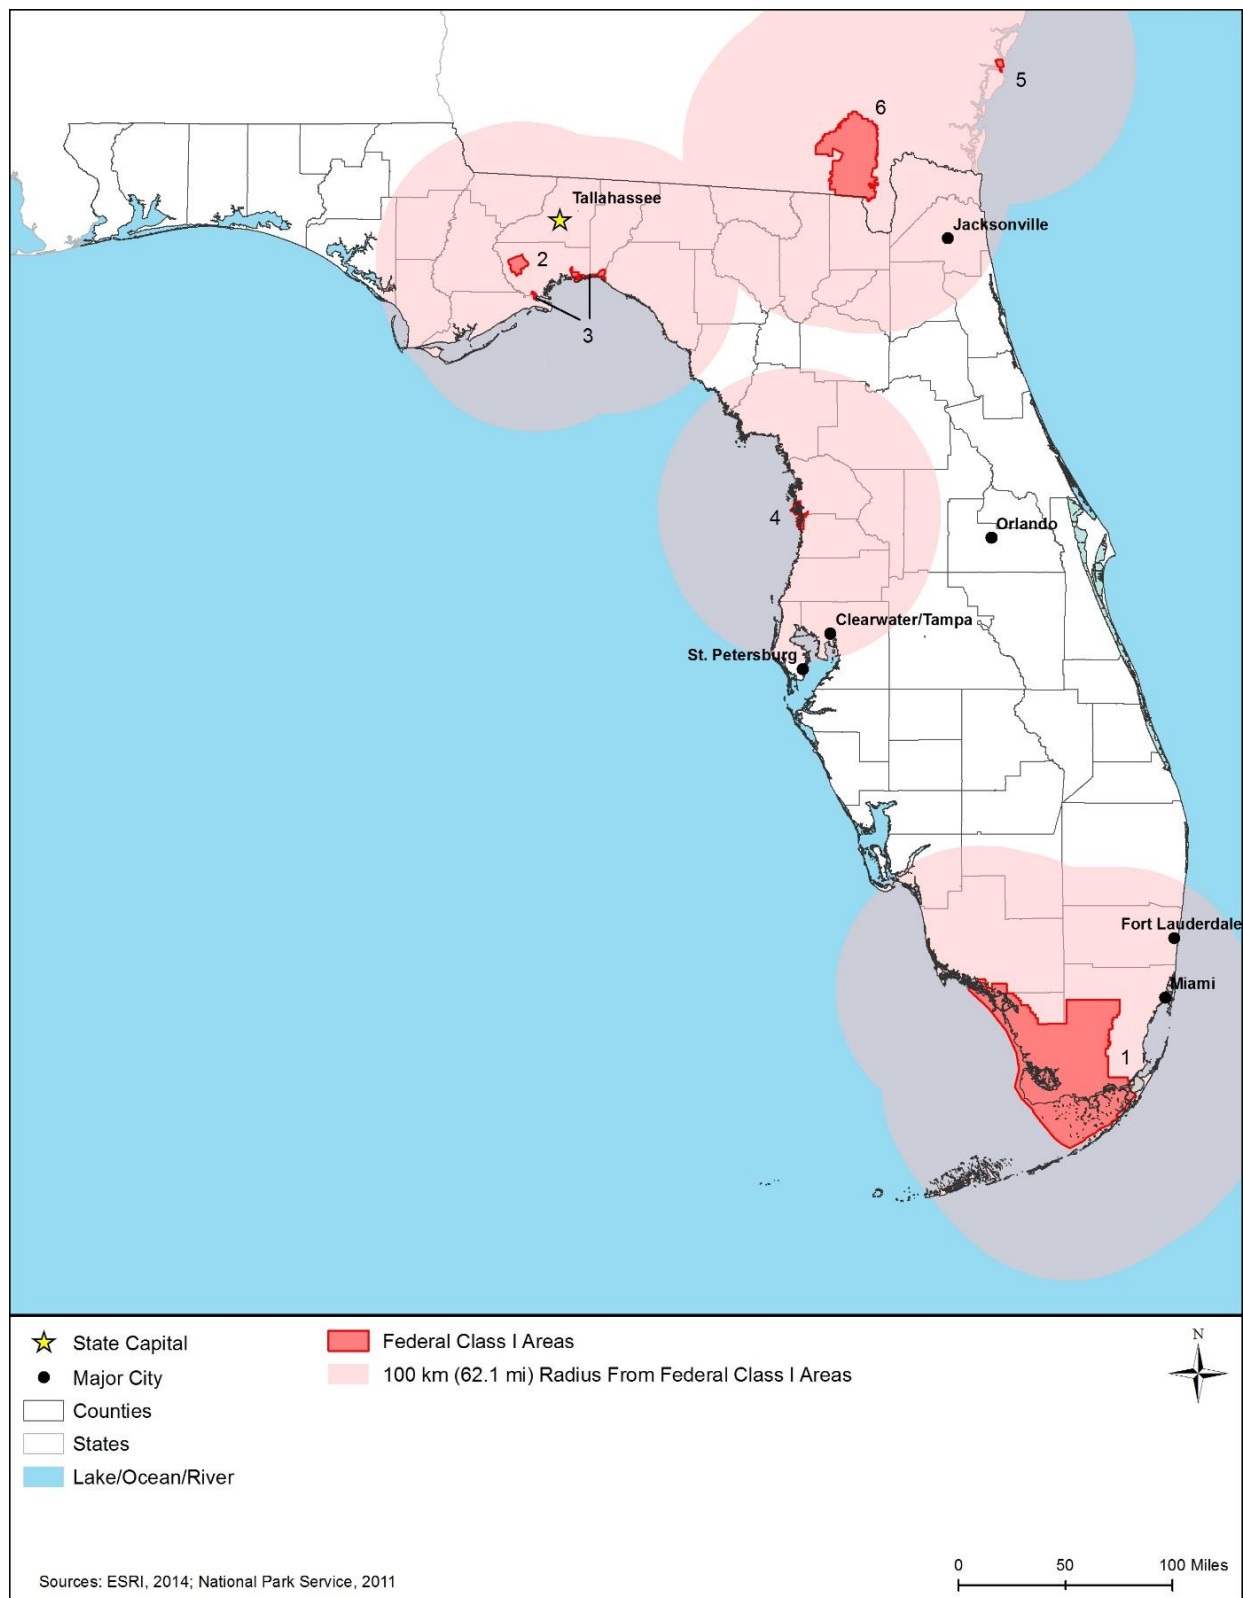 5
6
Tallahassee
Jacksonville
2
3
4
Orlando
Clearwater/Tampa
St. Petersburg
Fort Lauderdale
Miami
1
State Capital
Major City
Counties
States
Lake/Ocean/River
Federal Class I Areas
100 km (62.1 mi) Radius From Federal Class I Areas
N
Sources: ESRI, 2014; National Park Service, 2011
0 50 100 Miles